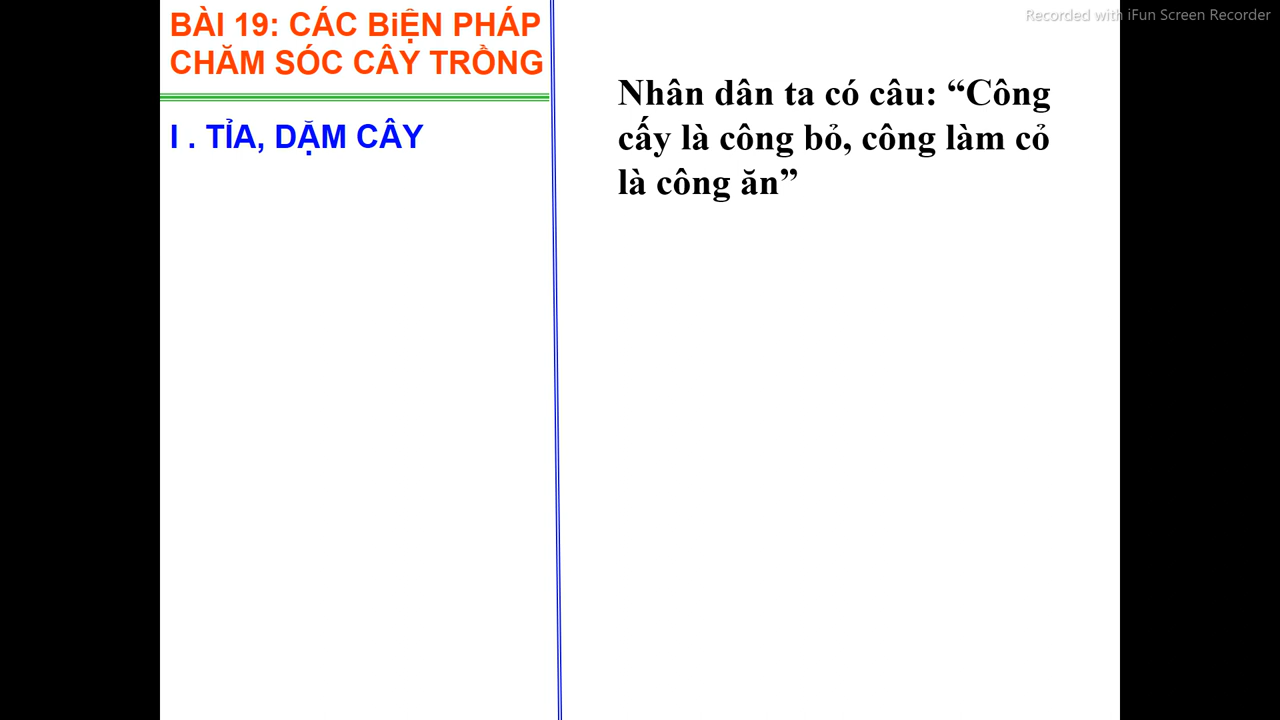 BÀI 19: CÁC BiỆN PHÁP
CHĂM SÓC CÂY TRỒNG
I . TỈA, DẶM CÂY
Recorded with iFun Screen Recorder
Nhân dân ta có câu: “Công
cấy là công bỏ, công làm cỏ
là công ăn”